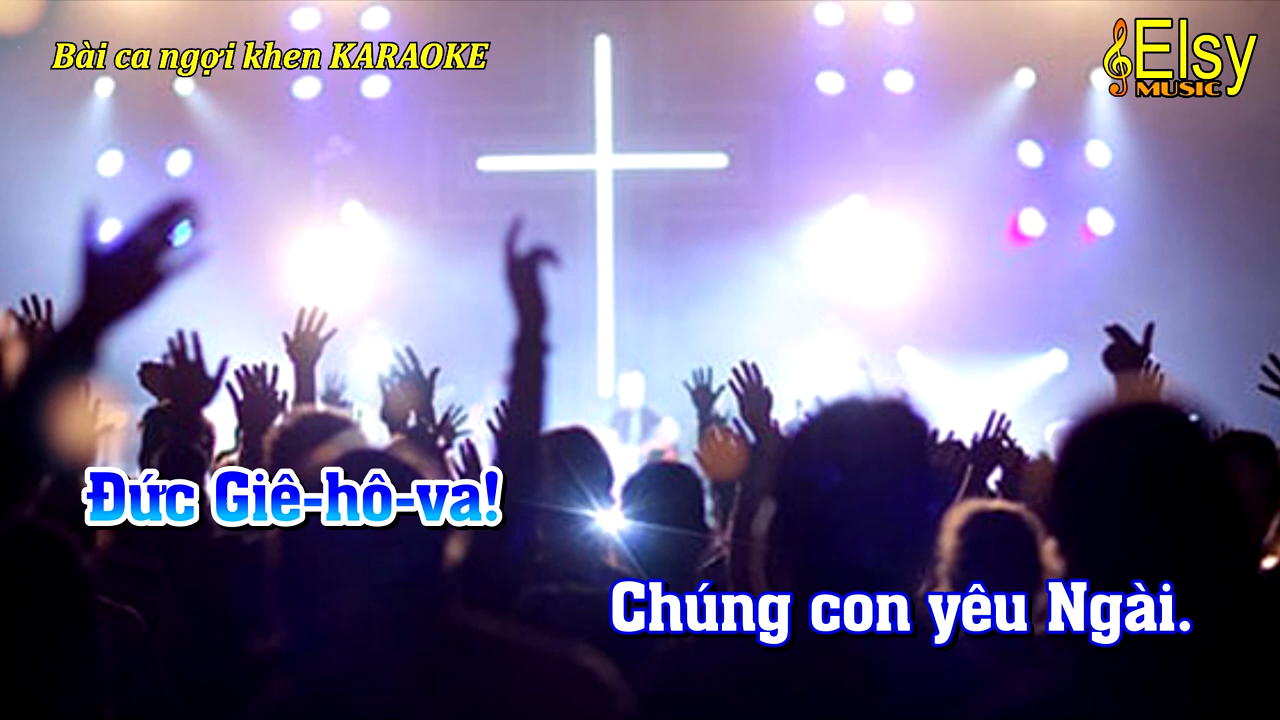 Bài ca ngợi khen KARAOKE
Elsy
MUSIC
Đức Giê-hô-va!
Chúng con yêu Ngài.